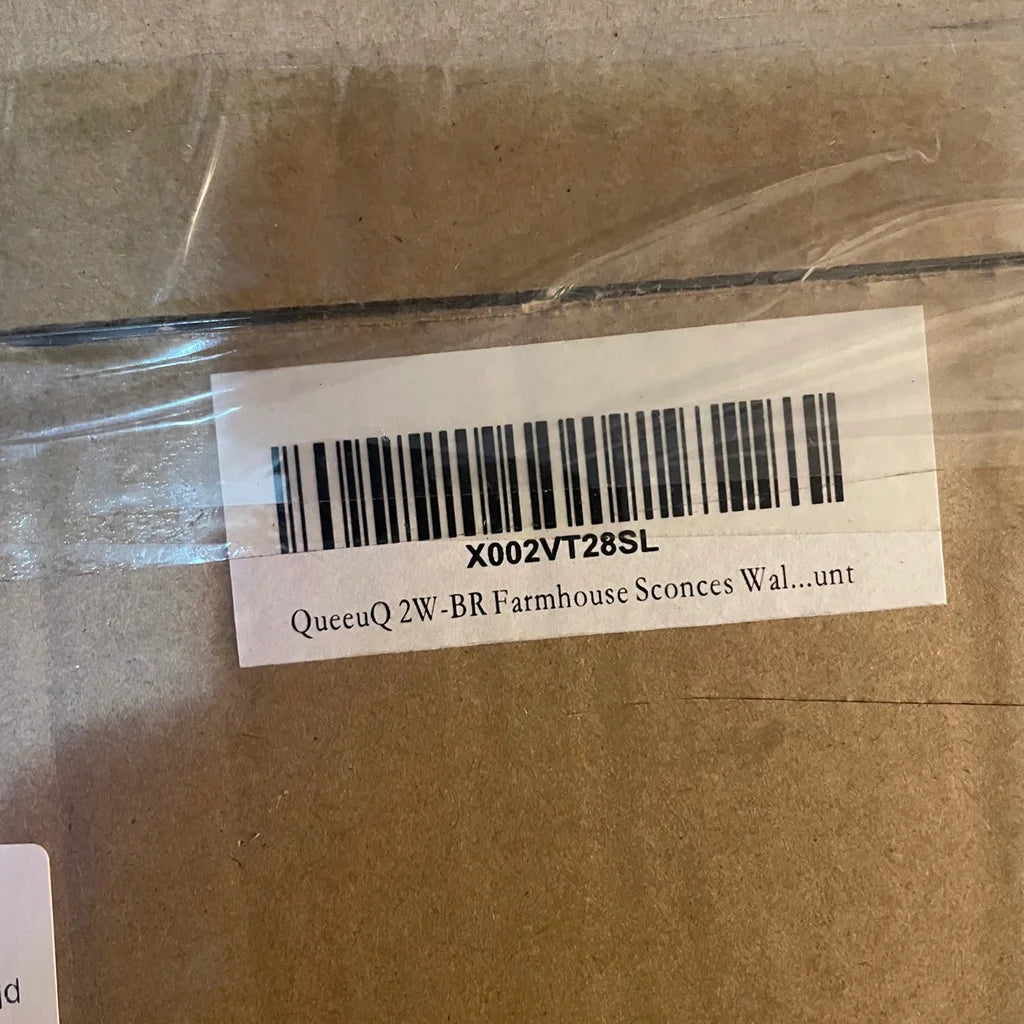 X002VT28SL
QueeuQ 2W-BR Farmhouse Sconces Wal...unt